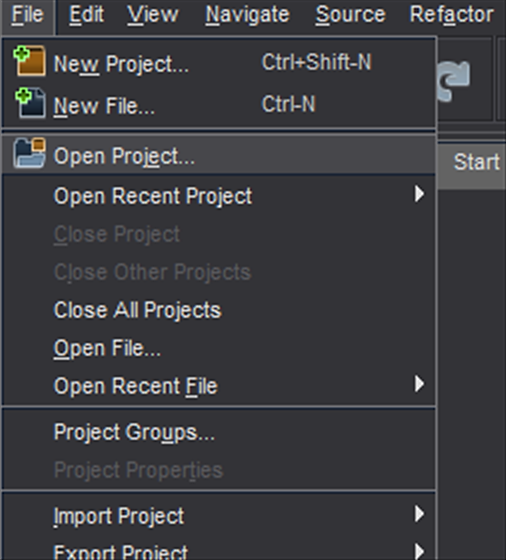 File Edit View Navigate Source Refactor
New Project... Ctrl+Shift-N
New File... Ctrl-N
Open Project...
Start
Open Recent Project
Close Project
Close Other Projects
Close All Projects
Open File...
Open Recent File
Project Groups...
Project Properties
Import Project
Export Project